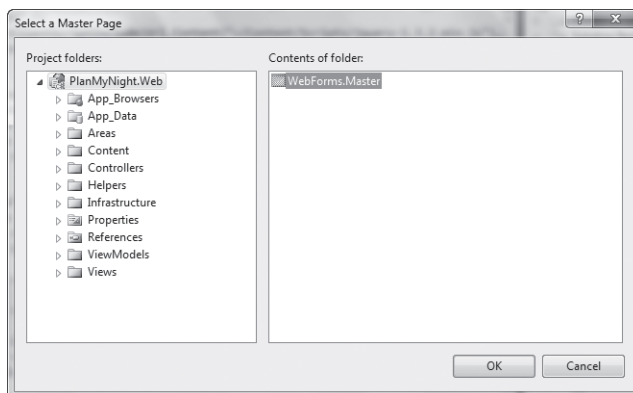 Select a Master Page
?
Project folders:
PlanMyNight.Web
App_Browsers
App_Data
Areas
Content
Controllers
Helpers
Infrastructure
Properties
References
ViewModels
Views
Contents of folder:
WebForms.Master
OK
Cancel